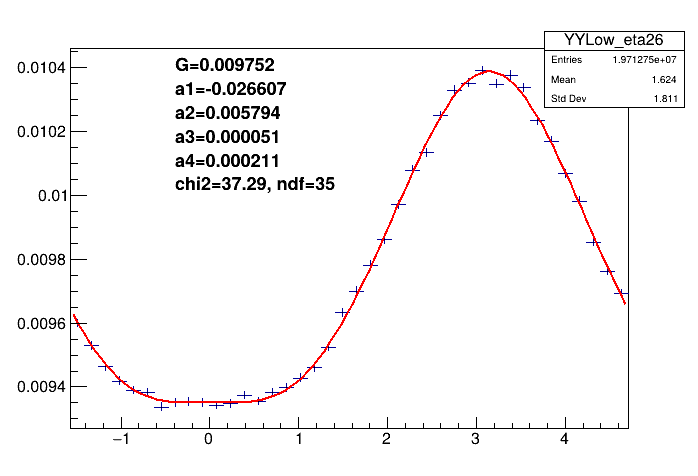 YYLow_eta26
Entries 1.971275e+07
Mean 1.624
Std Dev 1.811
G=0.009752
a1=-0.026607
a2=0.005794
a3=0.000051
a4=0.000211
chi2=37.29, ndf=35
0.0104
0.0102
0.01
0.0098
0.0096
0.0094
−1 0 1 2 3 4